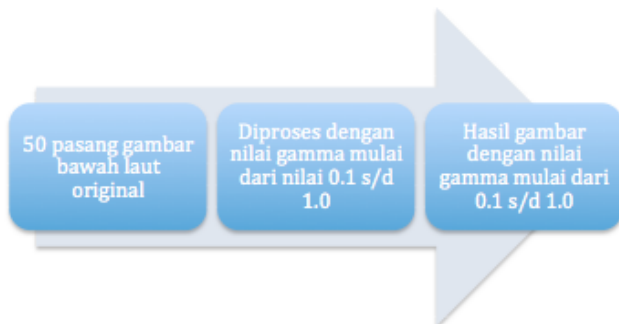 50 pasang gambar
bawah laut
original
Diproses dengan
nilai gamma mulai
dari nilai 0.1 s/d
1.0
Hasil gambar
dengan nilai
gamma mulai dari
0.1 s/d 1.0